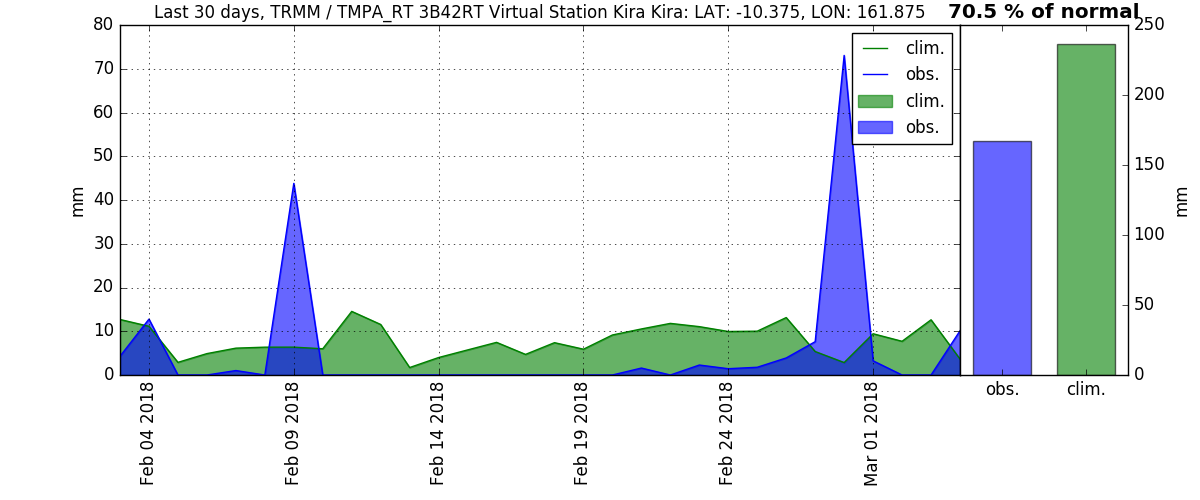 Last 30 days, TRMM / TMPA_RT 3B42RT Virtual Station Kira Kira: LAT: -10.375, LON: 161.875
70.5 % of normal
80
70
60
50
40
30
20
10
0
mm
clim.
obs.
clim.
obs.
Feb 04 2018
Feb 09 2018
Feb 14 2018
Feb 19 2018
Feb 24 2018
Mar 01 2018
250
200
150
100
50
0
mm
obs.
clim.